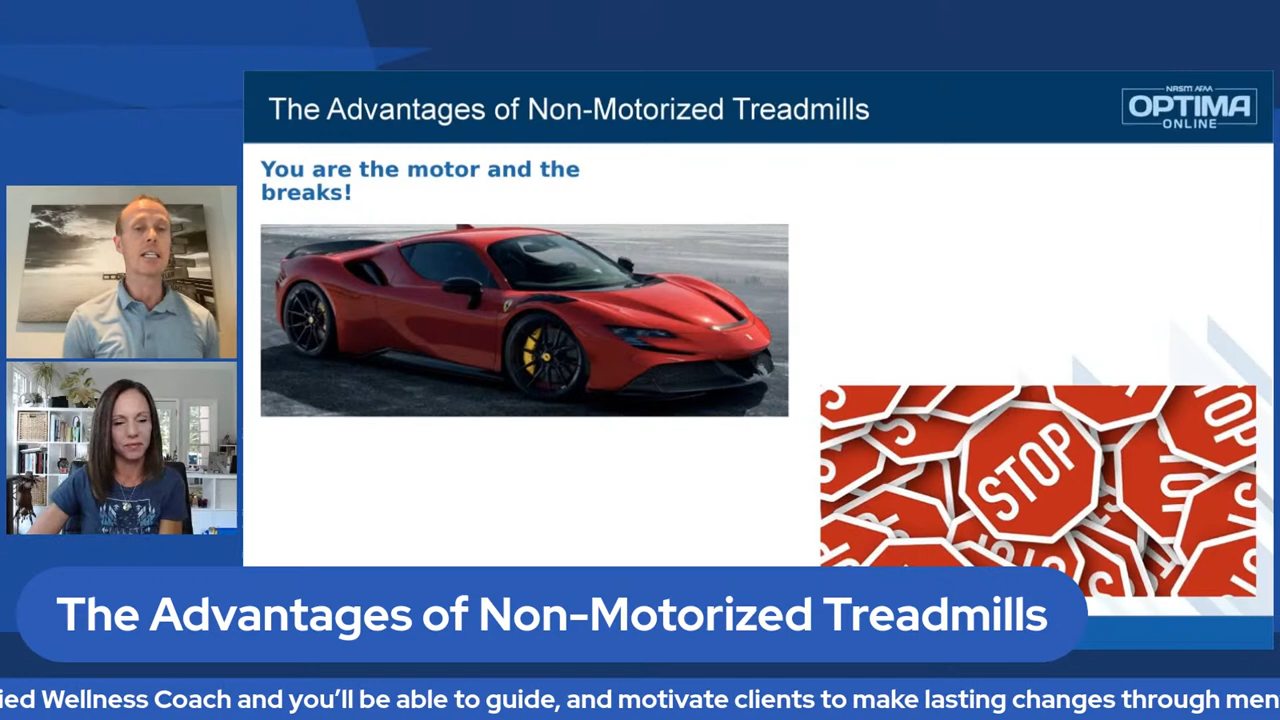 The Advantages of Non-Motorized Treadmills
NASM AFAA
OPTIMA
ONLINE
You are the motor and the
breaks!
STOP
The Advantages of Non-Motorized Treadmills
ied Wellness Coach and you’ll be able to guide, and motivate clients to make lasting changes through men